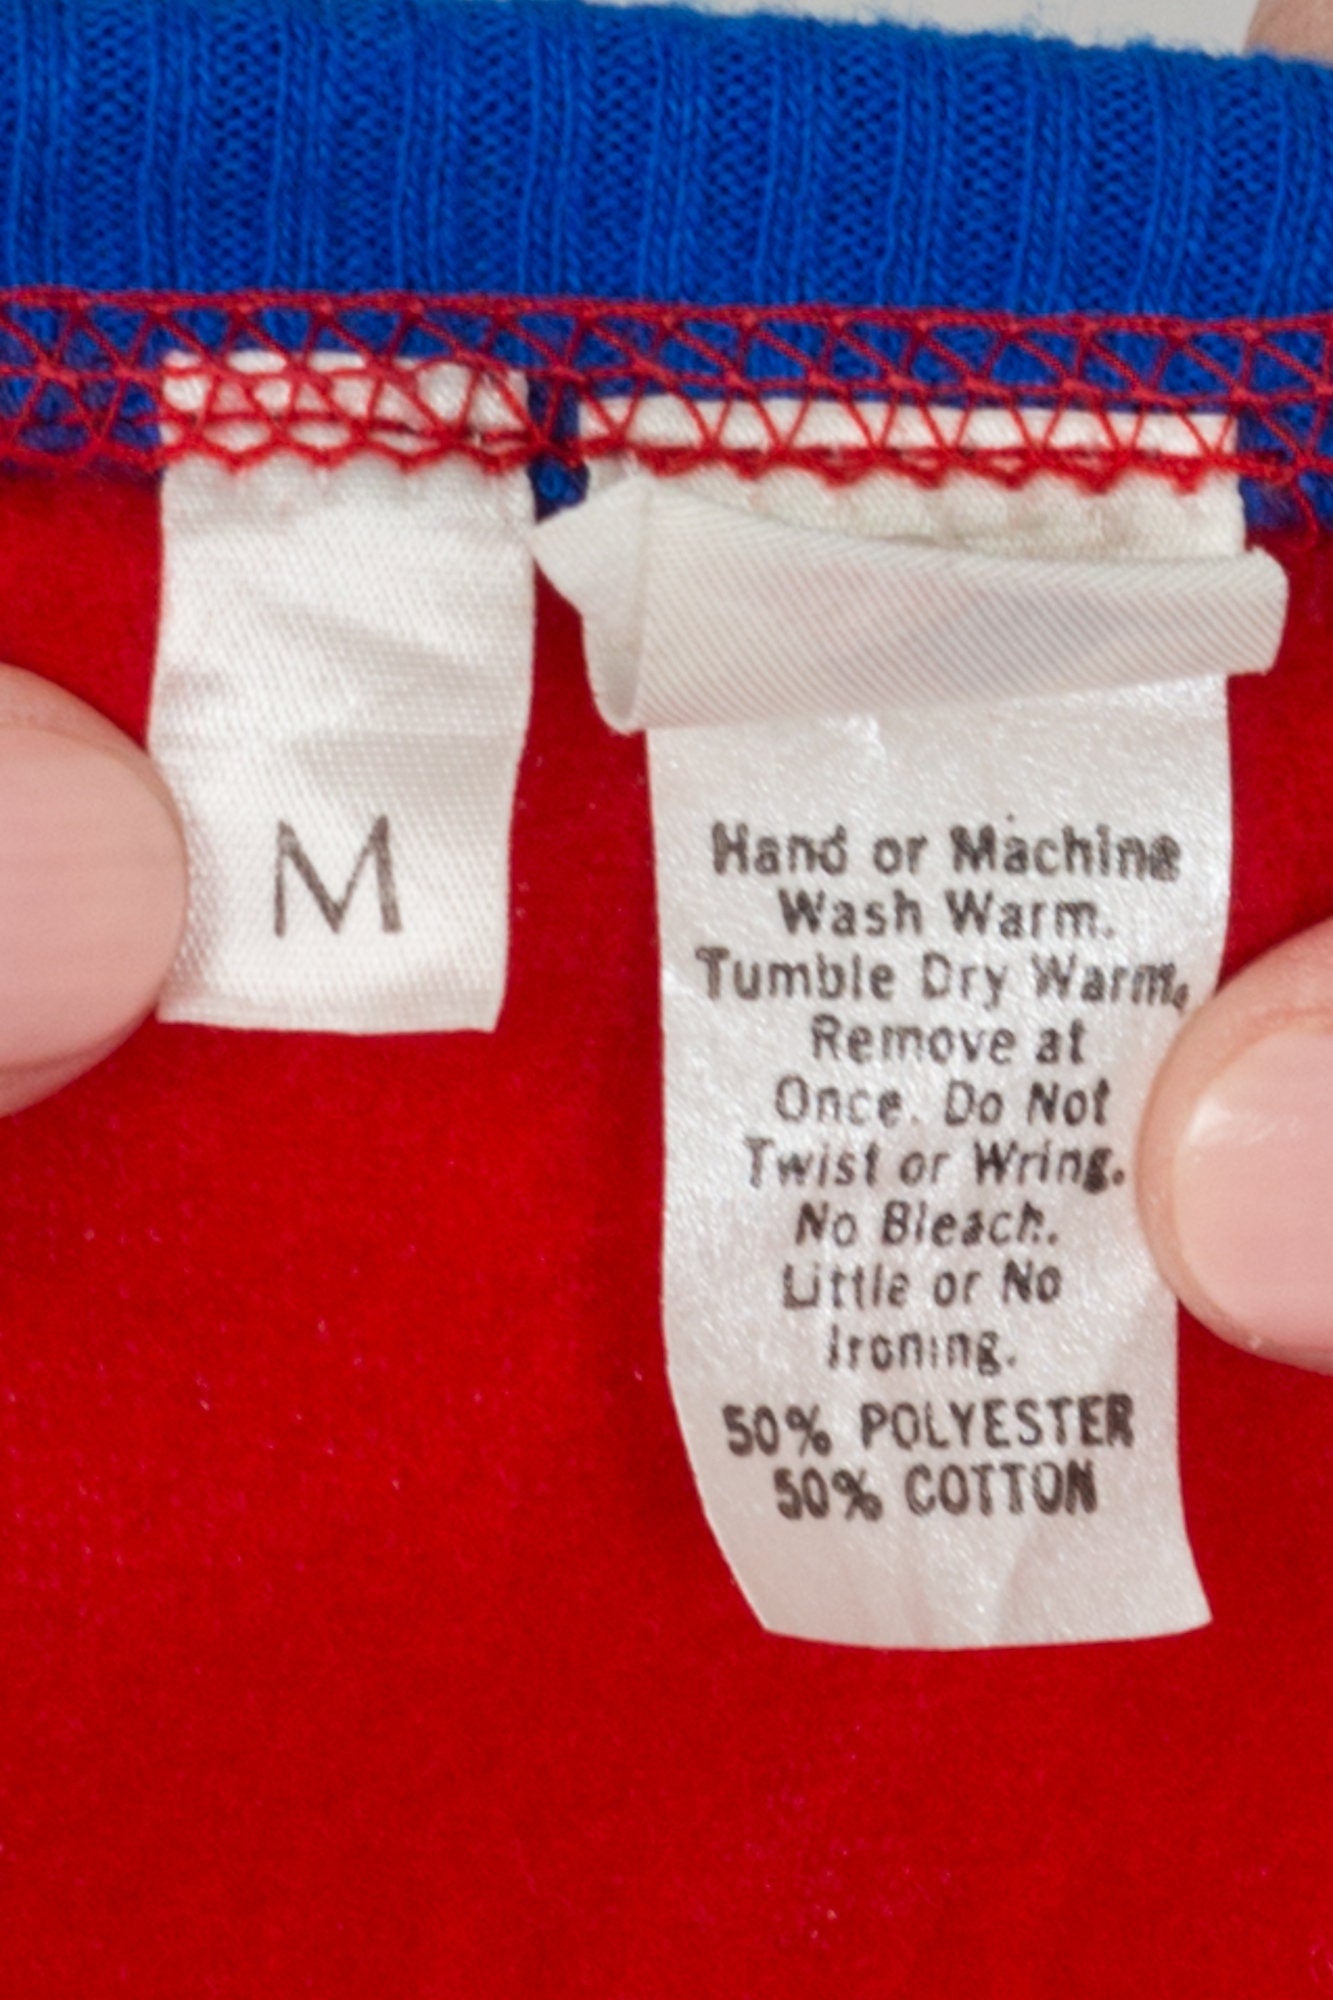 M
Hand or Machine
Wash Warm.
Tumble Dry Warm.
Remove at
Once. Do Not
Twist or Wring.
No Bleach.
Little or No
Ironing.
50% POLYESTER
50% COTTON